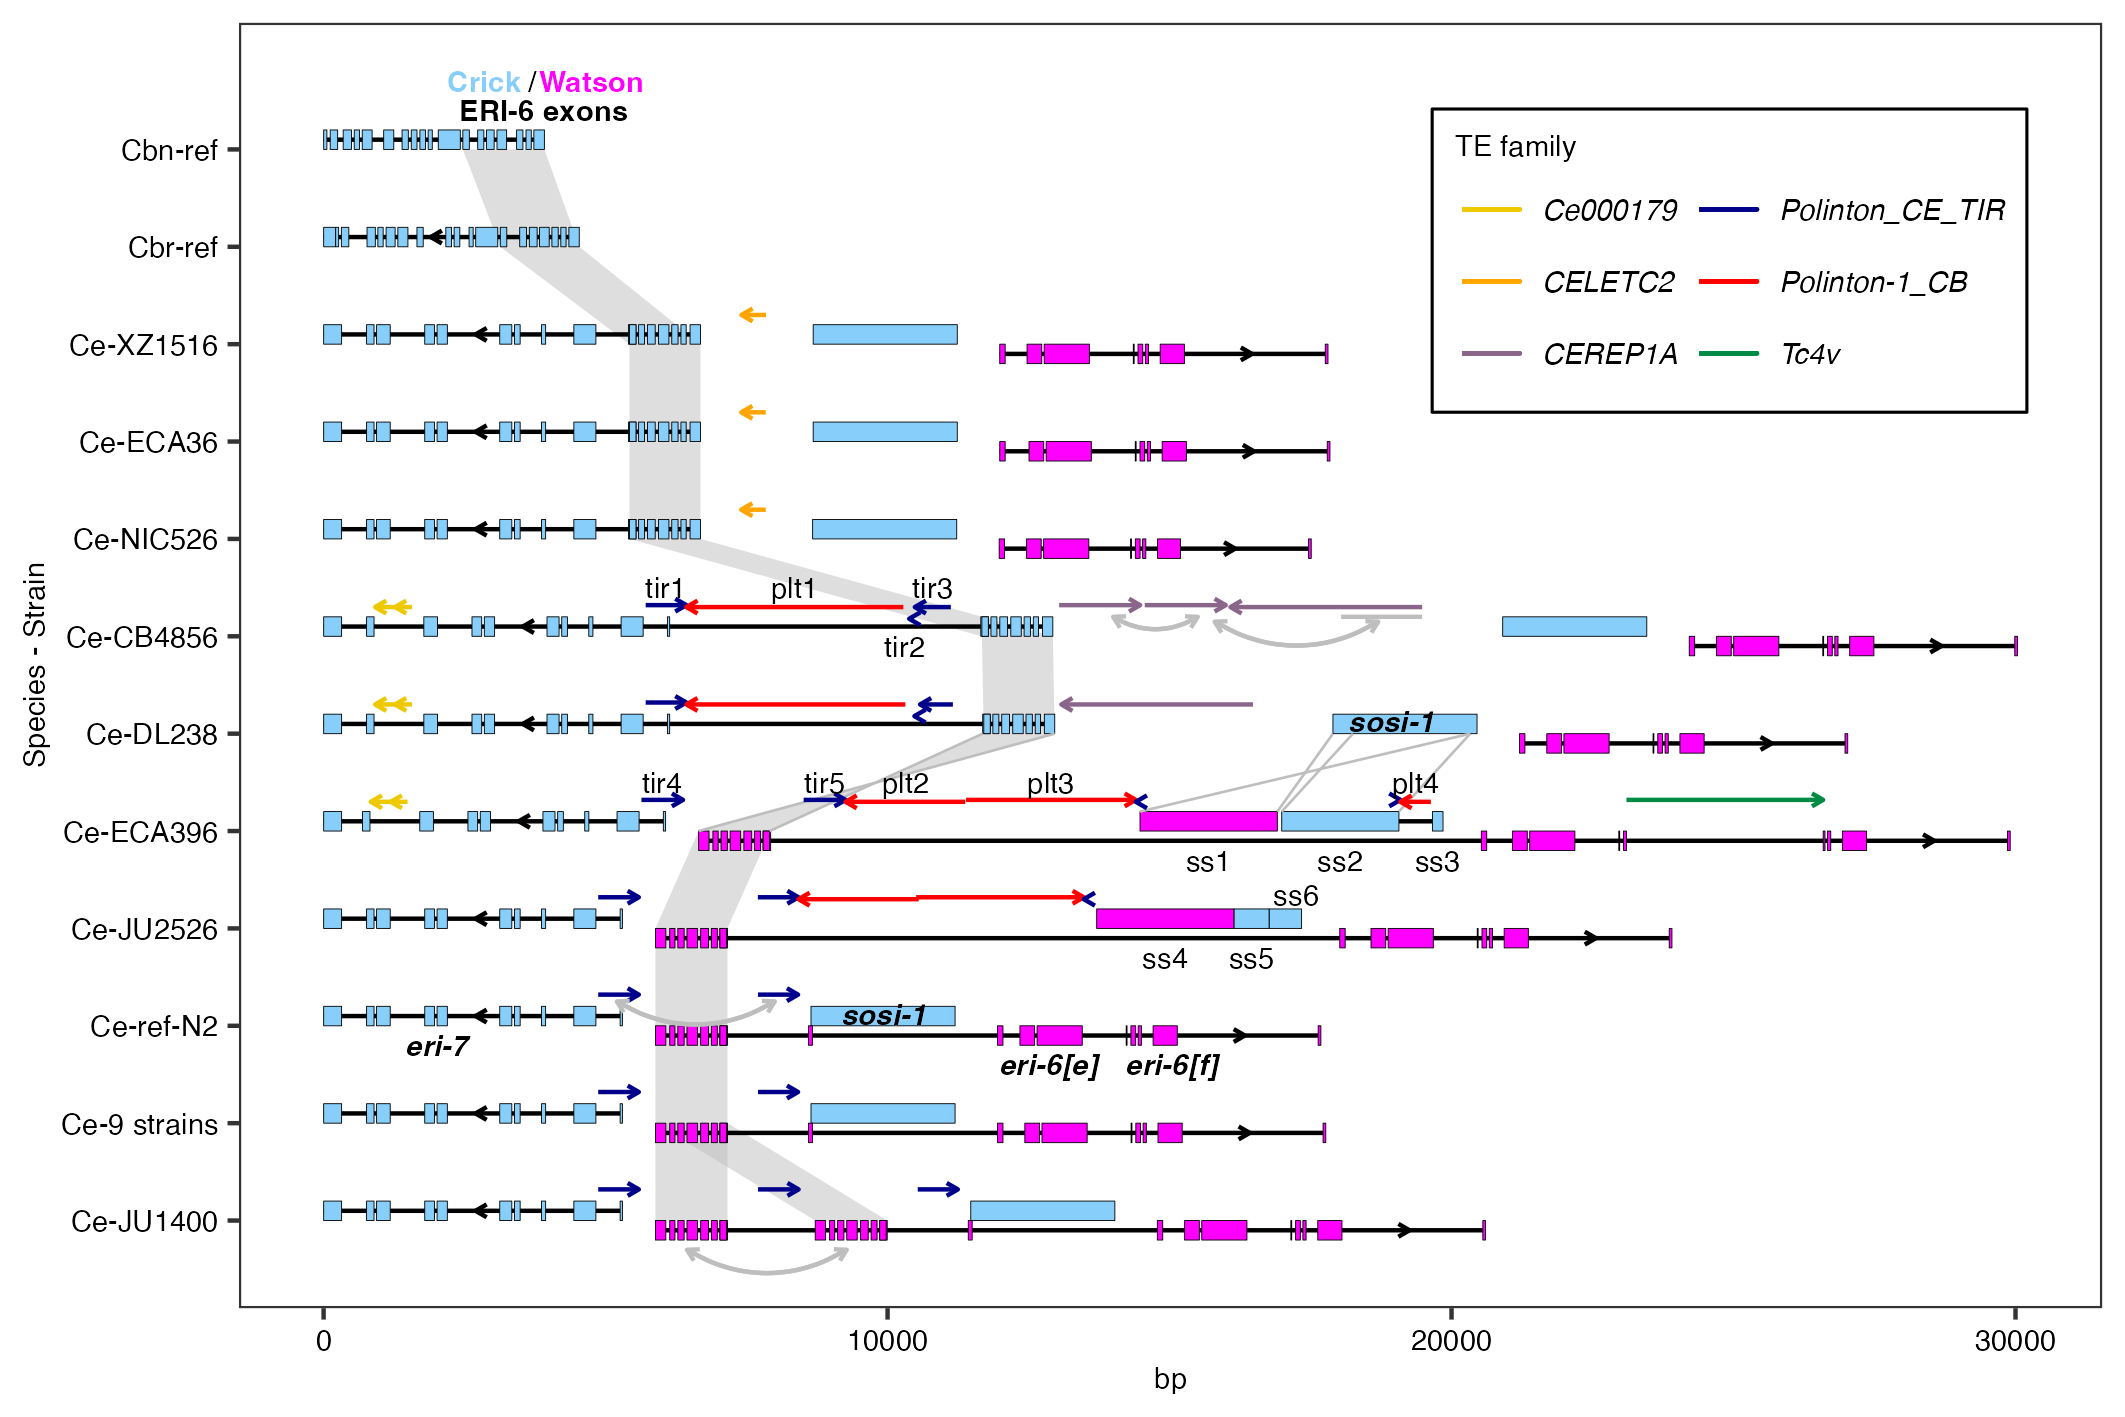 Crick / Watson
ERI-6 exons
TE family
Ce000179
Polinton_CE_TIR
CELETC2
Polinton-1_CB
CEREP1A
Tc4v
Species - Strain
Cbn-ref
Cbr-ref
Ce-XZ1516
Ce-ECA36
Ce-NIC526
Ce-CB4856
tir1
plt1
tir3
tir2
Ce-DL238
sosi-1
Ce-ECA396
tir4
tir5
plt2
plt3
plt4
ss1
ss2
ss3
Ce-JU2526
ss6
ss4
ss5
Ce-ref-N2
sosi-1
eri-7
eri-6[e]
eri-6[f]
Ce-9 strains
Ce-JU1400
0
10000
20000
30000
bp